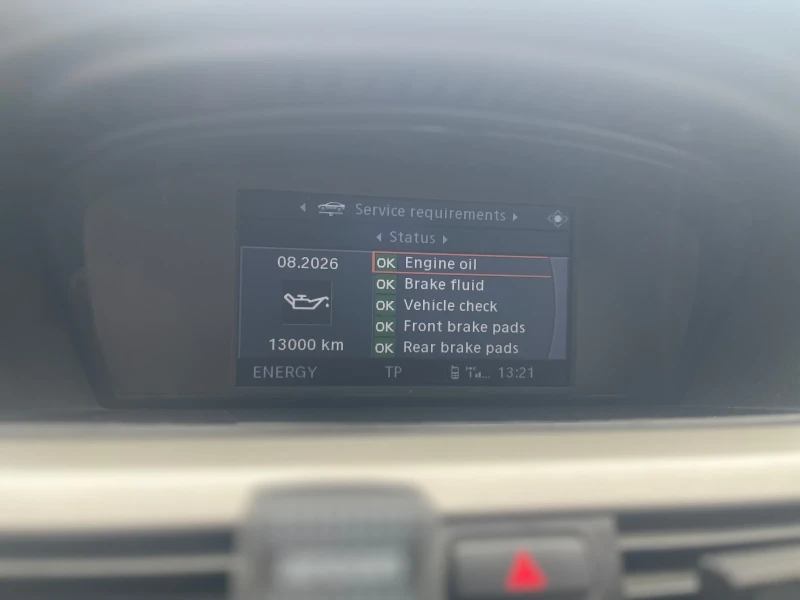 Service requirements
Status
08.2026
OK Engine oil
OK Brake fluid
OK Vehicle check
OK Front brake pads
13000 km
OK Rear brake pads
ENERGY TP 13:21